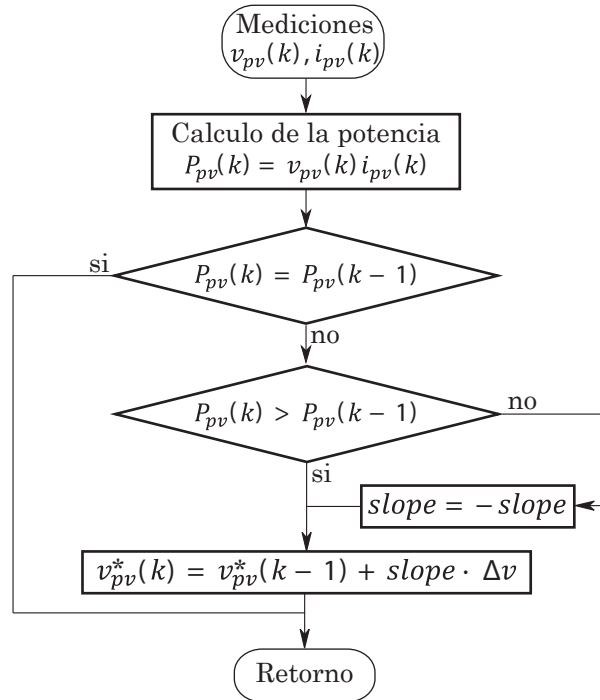 Mediciones
v_{pv}(k), i_{pv}(k)
Calculo de la potencia
P_{pv}(k) = v_{pv}(k) i_{pv}(k)
si
P_{pv}(k) = P_{pv}(k − 1)
no
P_{pv}(k) > P_{pv}(k − 1)
no
si
slope = − slope
v^*_{pv}(k) = v^*_{pv}(k − 1) + slope · Δv
Retorno